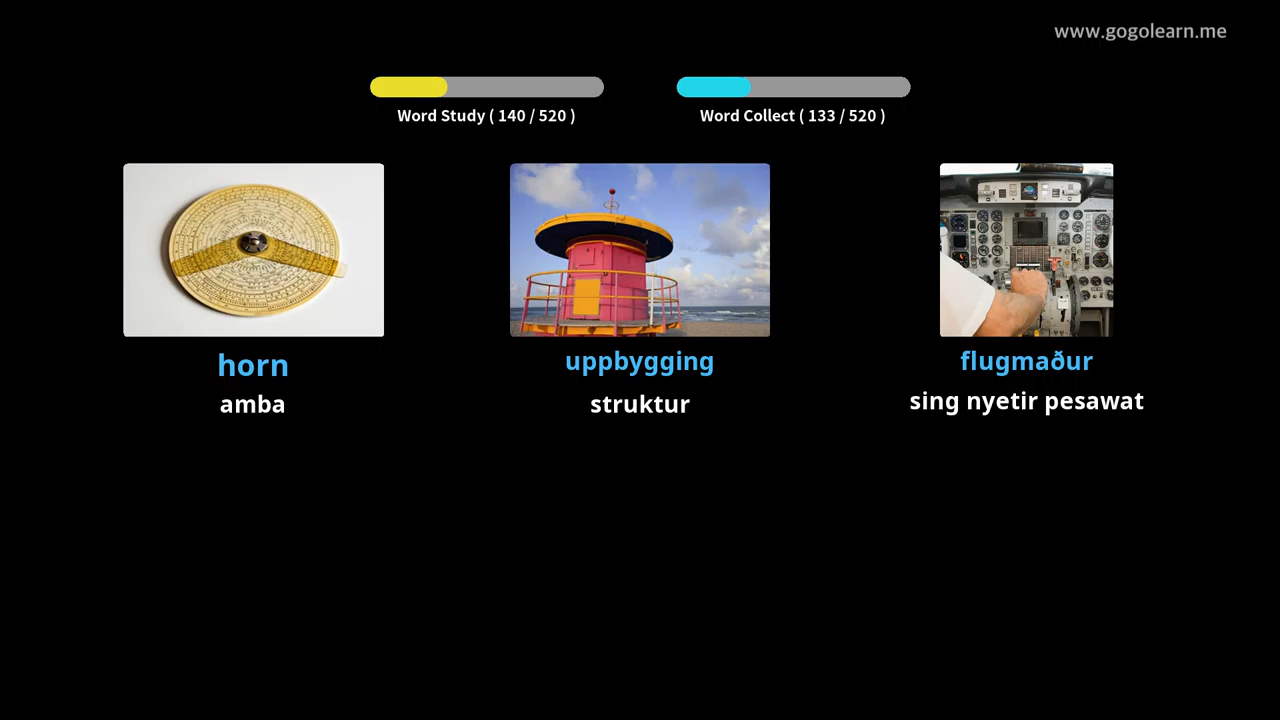 www.gogolearn.me
Word Study ( 140 / 520 )
Word Collect ( 133 / 520 )
horn
amba
uppbygging
struktur
flugmaður
sing nyetir pesawat